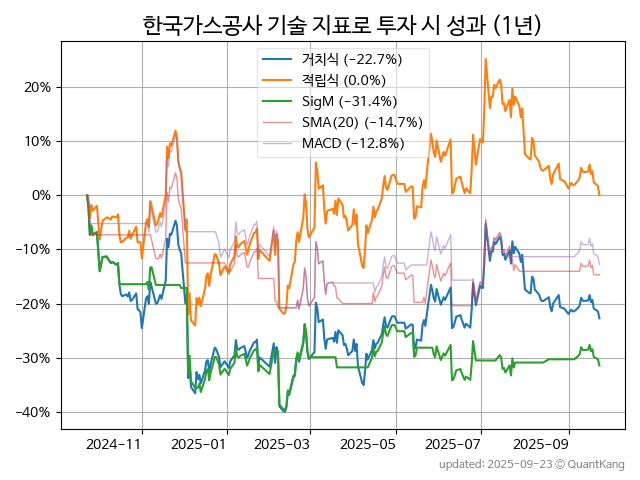 한국가스공사 기술 지표로 투자 시 성과 (1년)
거치식 (−22.7%)
적립식 (0.0%)
SigM (−31.4%)
SMA(20) (−14.7%)
MACD (−12.8%)
20%
10%
0%
−10%
−20%
−30%
−40%
2024-11 2025-01 2025-03 2025-05 2025-07 2025-09
updated: 2025-09-23 © QuantKang